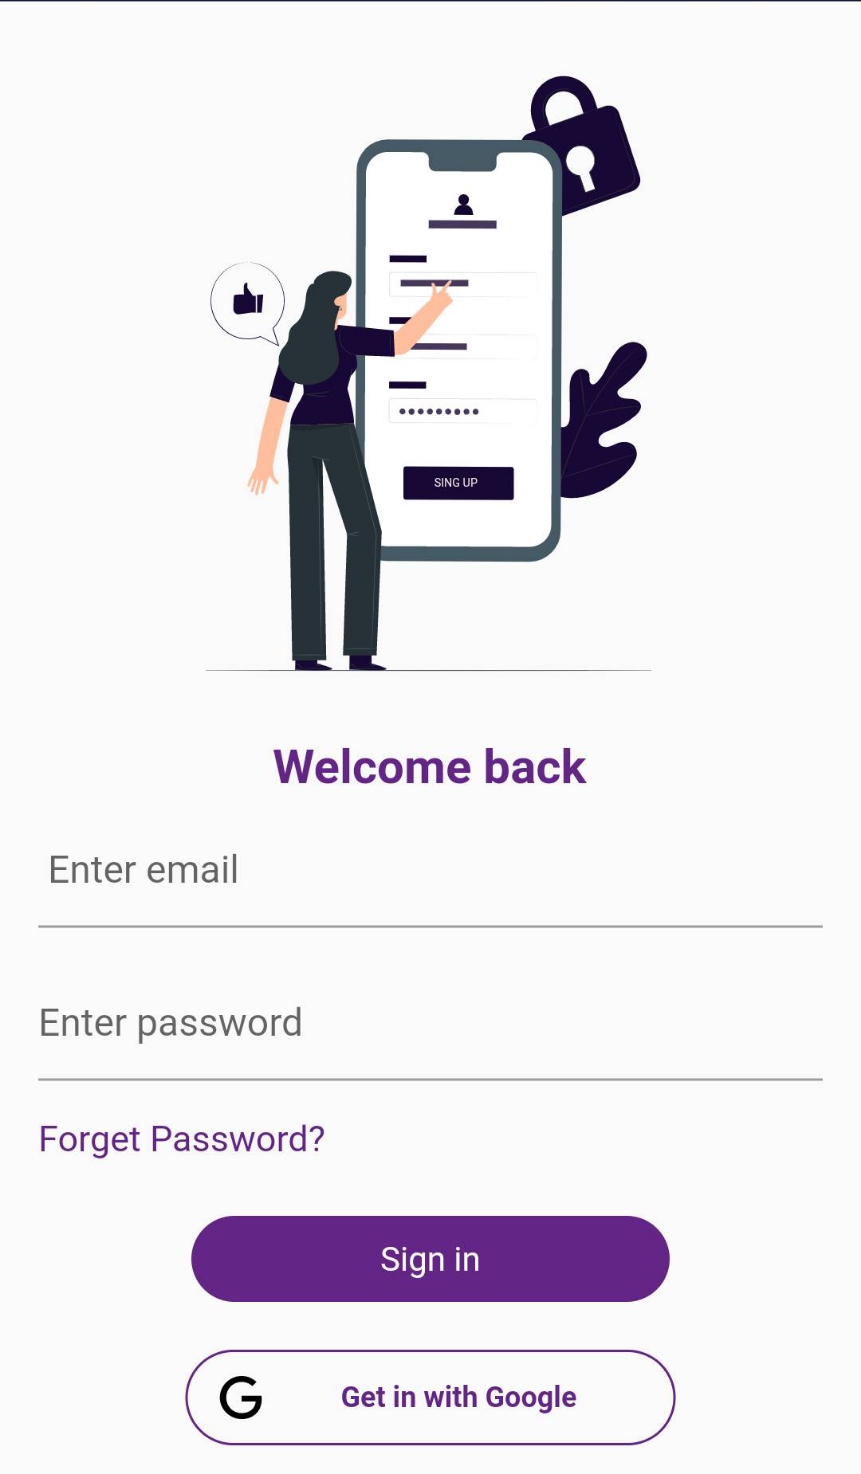 SING UP
Welcome back
Enter email
Enter password
Forget Password?
Sign in
G
Get in with Google